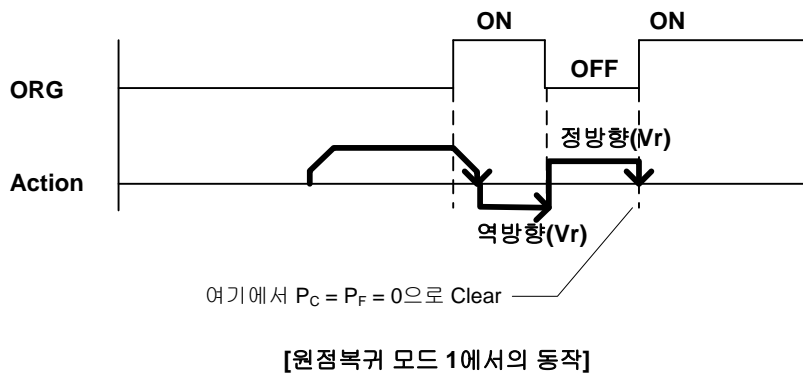 ON ON
OFF
ORG
정방향(Vr)
Action
역방향(Vr)
여기에서 PC = PF = 0으로 Clear
[원점복귀 모드 1에서의 동작]